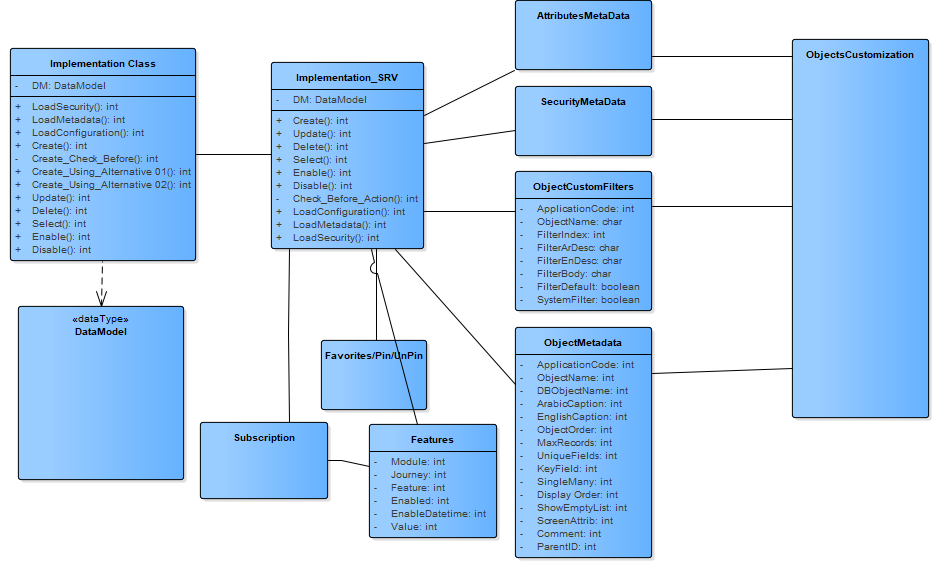 Implementation Class
- DM: DataModel
+ LoadSecurity(): int
+ LoadMetadata(): int
+ LoadConfiguration(): int
+ Create(): int
- Create_Check_Before(): int
+ Create_Using_Alternative 01(): int
+ Create_Using_Alternative 02(): int
+ Update(): int
+ Delete(): int
+ Select(): int
+ Enable(): int
+ Disable(): int
«dataType»
DataModel
Implementation_SRV
- DM: DataModel
+ Create(): int
+ Update(): int
+ Delete(): int
+ Select(): int
+ Enable(): int
+ Disable(): int
- Check_Before_Action(): int
+ LoadConfiguration(): int
+ LoadMetadata(): int
+ LoadSecurity(): int
Favorites/Pin/UnPin
Subscription
Features
- Module: int
- Journey: int
- Feature: int
- Enabled: int
- EnableDatetime: int
- Value: int
AttributesMetaData
SecurityMetaData
ObjectCustomFilters
- ApplicationCode: int
- ObjectName: char
- FilterIndex: int
- FilterArDesc: char
- FilterEnDesc: char
- FilterBody: char
- FilterDefault: boolean
- SystemFilter: boolean
ObjectMetadata
- ApplicationCode: int
- ObjectName: int
- DBObjectName: int
- ArabicCaption: int
- EnglishCaption: int
- ObjectOrder: int
- MaxRecords: int
- UniqueFields: int
- KeyField: int
- SingleMany: int
- Display Order: int
- ShowEmptyList: int
- ScreenAttrib: int
- Comment: int
- ParentID: int
ObjectsCustomization